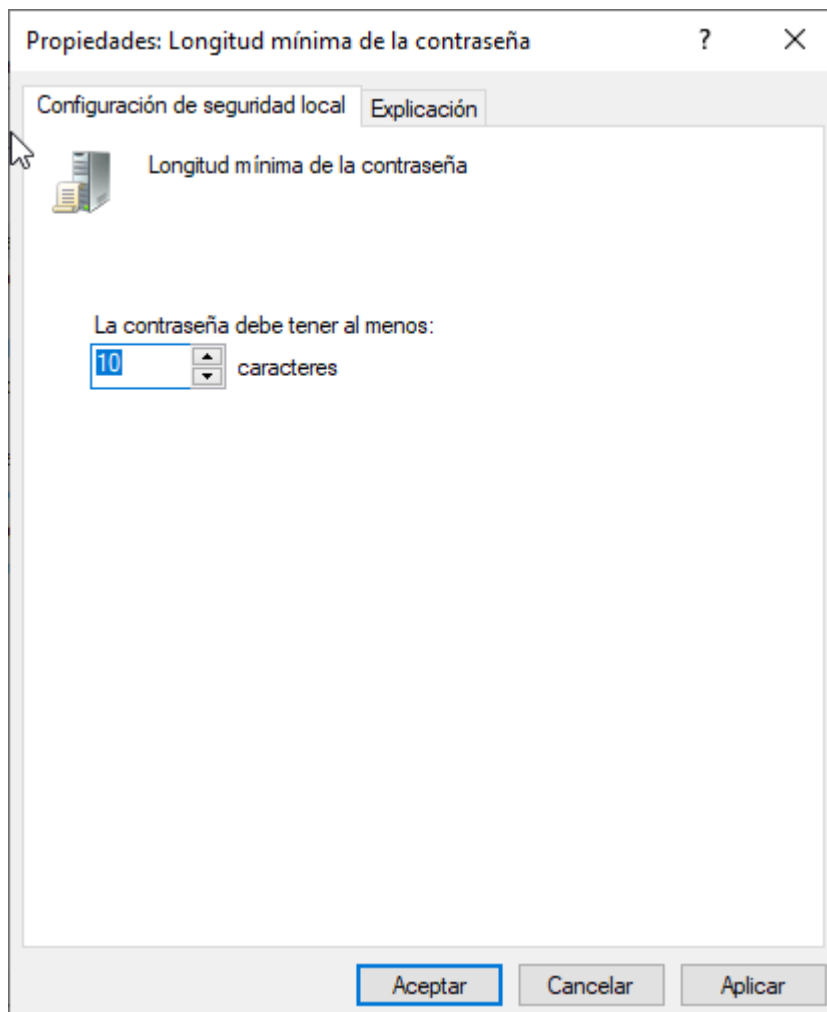 Propiedades: Longitud mínima de la contraseña ? ✕
Configuración de seguridad local Explicación
Longitud mínima de la contraseña
La contraseña debe tener al menos:
10 caracteres
Aceptar Cancelar Aplicar